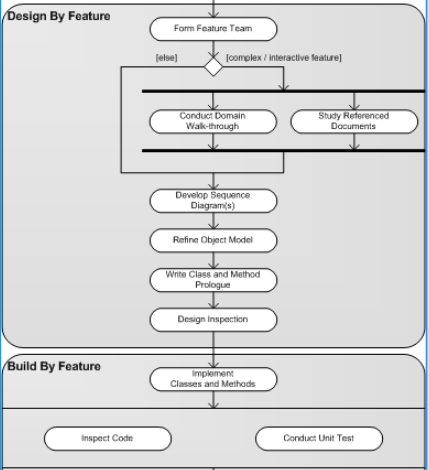 Design By Feature
Form Feature Team
[else]
[complex / interactive feature]
Conduct Domain
Walk-through
Study Referenced
Documents
Develop Sequence
Diagram(s)
Refine Object Model
Write Class and Method
Prologue
Design Inspection
Build By Feature
Implement
Classes and Methods
Inspect Code
Conduct Unit Test